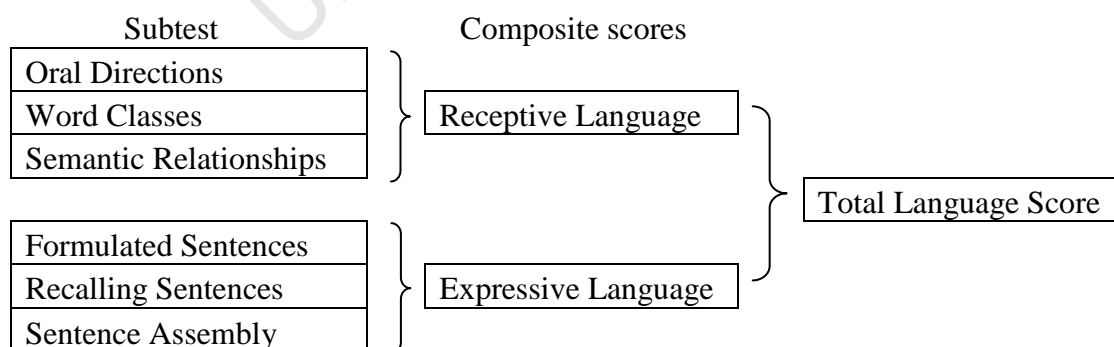 Subtest Composite scores
Oral Directions
Word Classes Receptive Language
Semantic Relationships
Total Language Score
Formulated Sentences
Recalling Sentences Expressive Language
Sentence Assembly